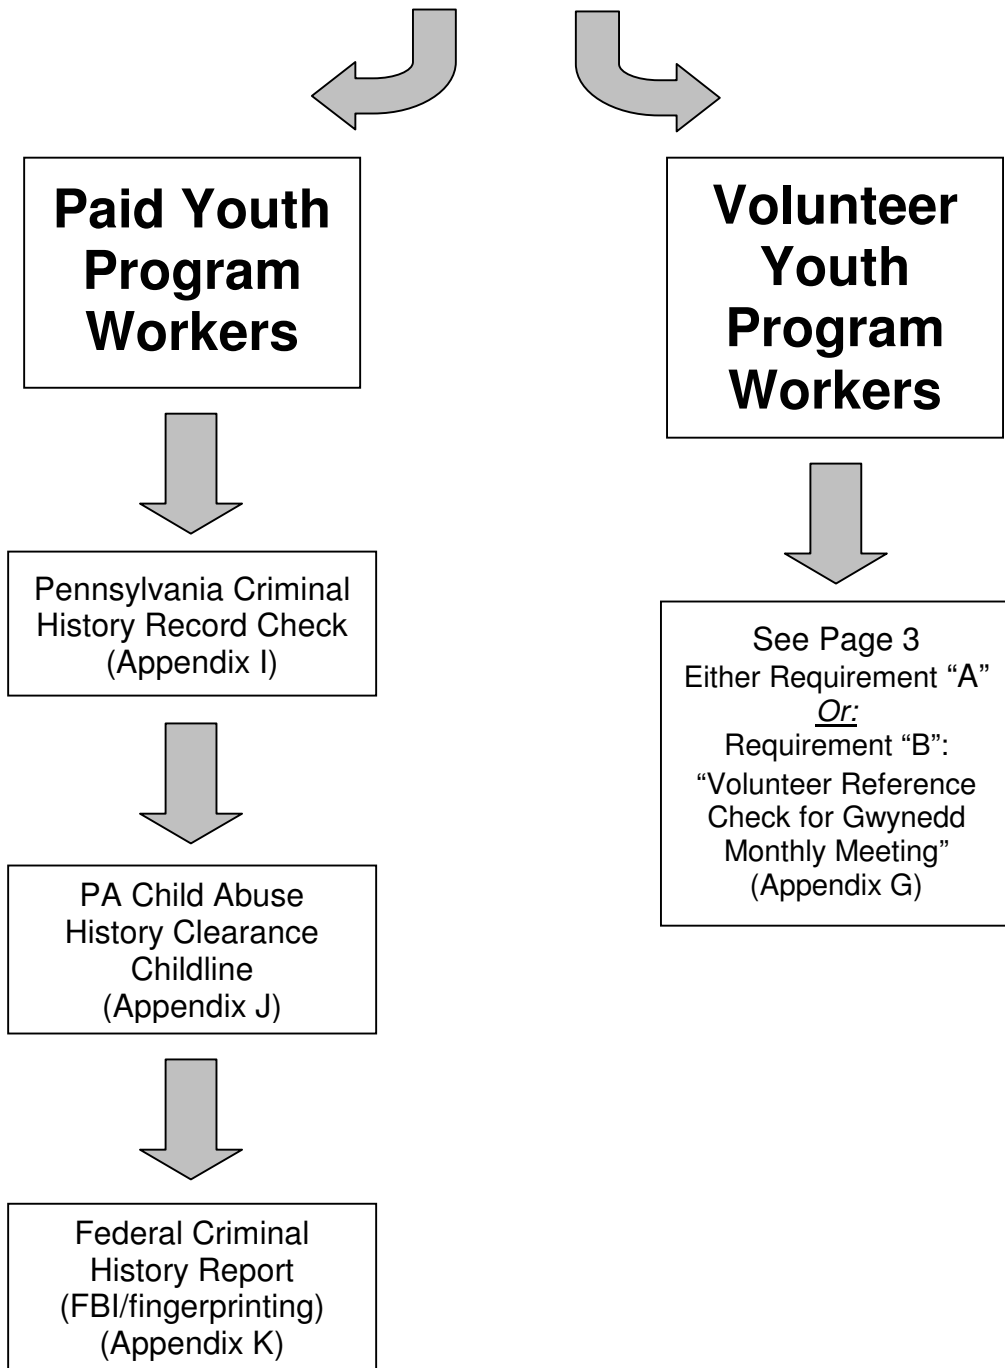 Paid Youth
Program
Workers
Pennsylvania Criminal
History Record Check
(Appendix I)
PA Child Abuse
History Clearance
Childline
(Appendix J)
Federal Criminal
History Report
(FBI/fingerprinting)
(Appendix K)
Volunteer
Youth
Program
Workers
See Page 3
Either Requirement “A”
Or:
Requirement “B”:
“Volunteer Reference
Check for Gwynedd
Monthly Meeting”
(Appendix G)